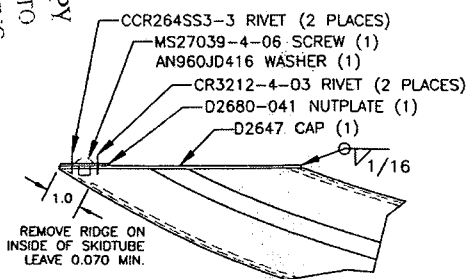 PY
TO
CCR264SS3-3 RIVET (2 PLACES)
MS27039-4-06 SCREW (1)
AN960JD416 WASHER (1)
CR3212-4-03 RIVET (2 PLACES)
D2680-041 NUTPLATE (1)
D2647 CAP (1)
1/16
1.0
REMOVE RIDGE ON
INSIDE OF SKIDTUBE
LEAVE 0.070 MIN.